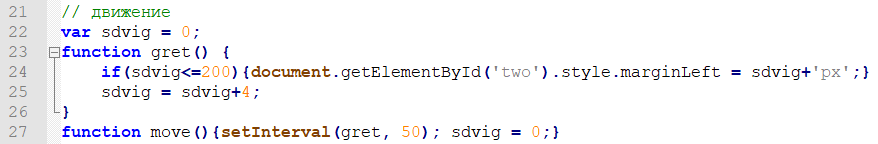 21 // движение
22 var sdvig = 0;
23 function gret() {
24 if(sdvig<=200){document.getElementById('two').style.marginLeft = sdvig+'px';}
25 sdvig = sdvig+4;
26 }
27 function move(){setInterval(gret, 50); sdvig = 0;}